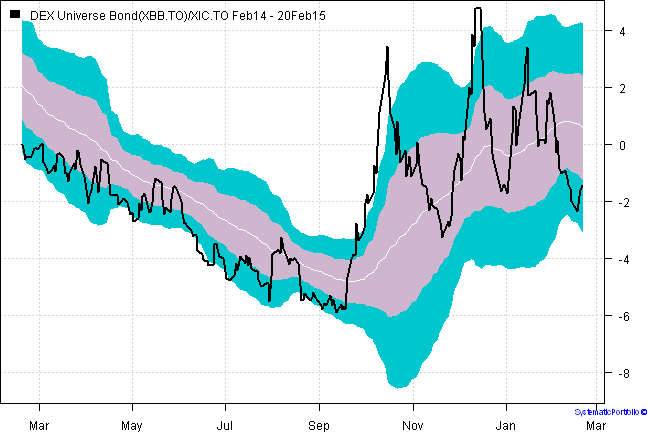 DEX Universe Bond(XBB.TO)/XIC.TO Feb14 - 20Feb15
4
2
0
-2
-4
-6
-8
SystematicPortfolio ©
Mar May Jul Sep Nov Jan Mar